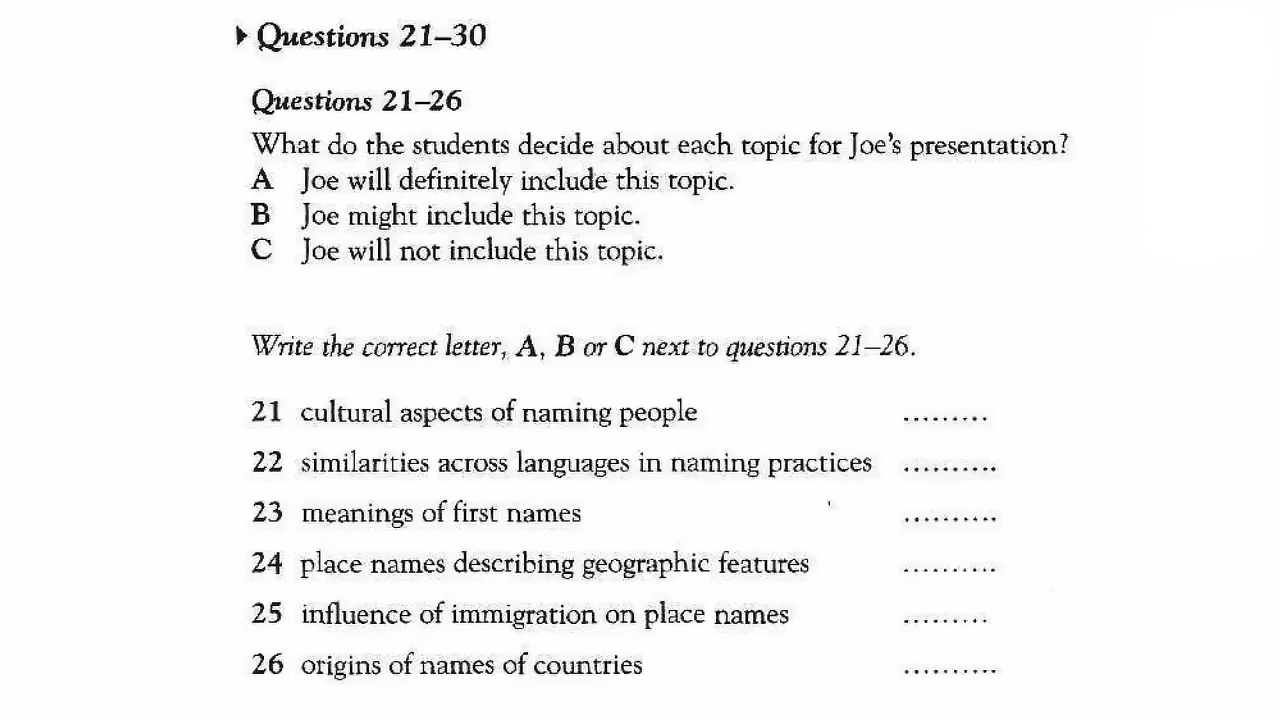 Questions 21–30
Questions 21–26
What do the students decide about each topic for Joe's presentation?
A Joe will definitely include this topic.
B Joe might include this topic.
C Joe will not include this topic.
Write the correct letter, A, B or C next to questions 21–26.
21 cultural aspects of naming people .........
22 similarities across languages in naming practices ..........
23 meanings of first names ..........
24 place names describing geographic features ..........
25 influence of immigration on place names .........
26 origins of names of countries ..........